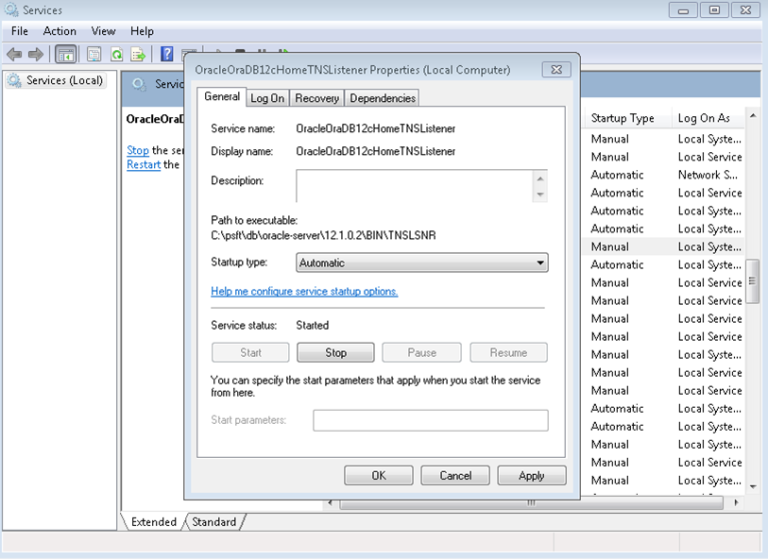 Services
File Action View Help
Services (Local)
Servic
OracleOraD
Stop the ser
Restart the
OracleOraDB12cHomeTNSListener Properties (Local Computer)
General Log On Recovery Dependencies
Service name: OracleOraDB12cHomeTNSListener
Display name: OracleOraDB12cHomeTNSListener
Description:
Path to executable:
C:\psft\db\oracle-server\12.1.0.2\BIN\TNSLSNR
Startup type: Automatic
Help me configure service startup options.
Service status: Started
Start Stop Pause Resume
You can specify the start parameters that apply when you start the service
from here.
Start parameters:
OK Cancel Apply
Startup Type Log On As
Manual Local Syste...
Manual Local Service
Automatic Network S...
Automatic Local Service
Automatic Local Syste...
Automatic Local Syste...
Manual Local Syste...
Automatic Local Syste...
Manual Local Service
Manual Local Service
Manual Local Service
Manual Local Syste...
Manual Local Service
Manual Local Syste...
Manual Local Service
Automatic Local Syste...
Automatic Local Syste...
Manual Local Syste...
Manual Local Service
Manual Local Syste...
Extended Standard